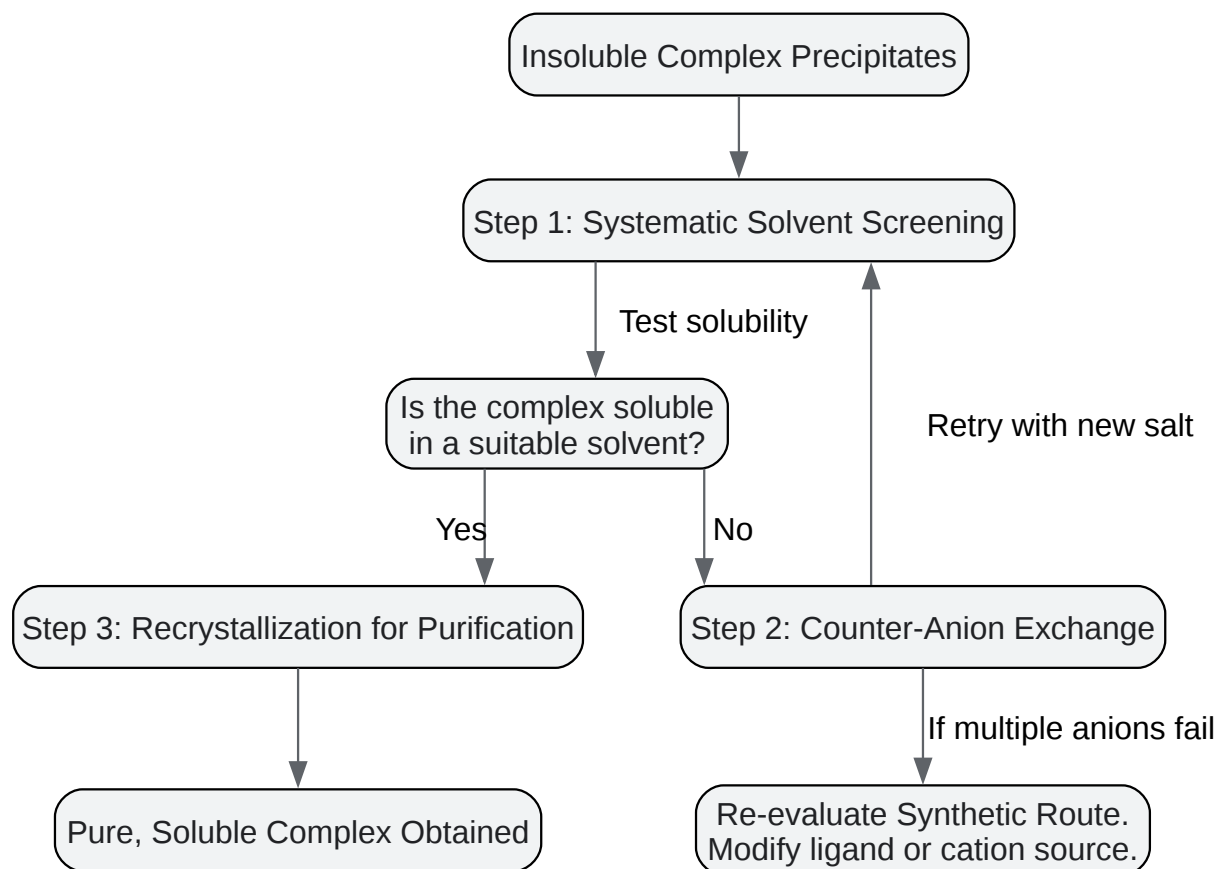 Insoluble Complex Precipitates
Step 1: Systematic Solvent Screening
Test solubility
Is the complex soluble
in a suitable solvent?
Retry with new salt
Yes
No
Step 3: Recrystallization for Purification
Step 2: Counter-Anion Exchange
If multiple anions fail
Pure, Soluble Complex Obtained
Re-evaluate Synthetic Route.
Modify ligand or cation source.